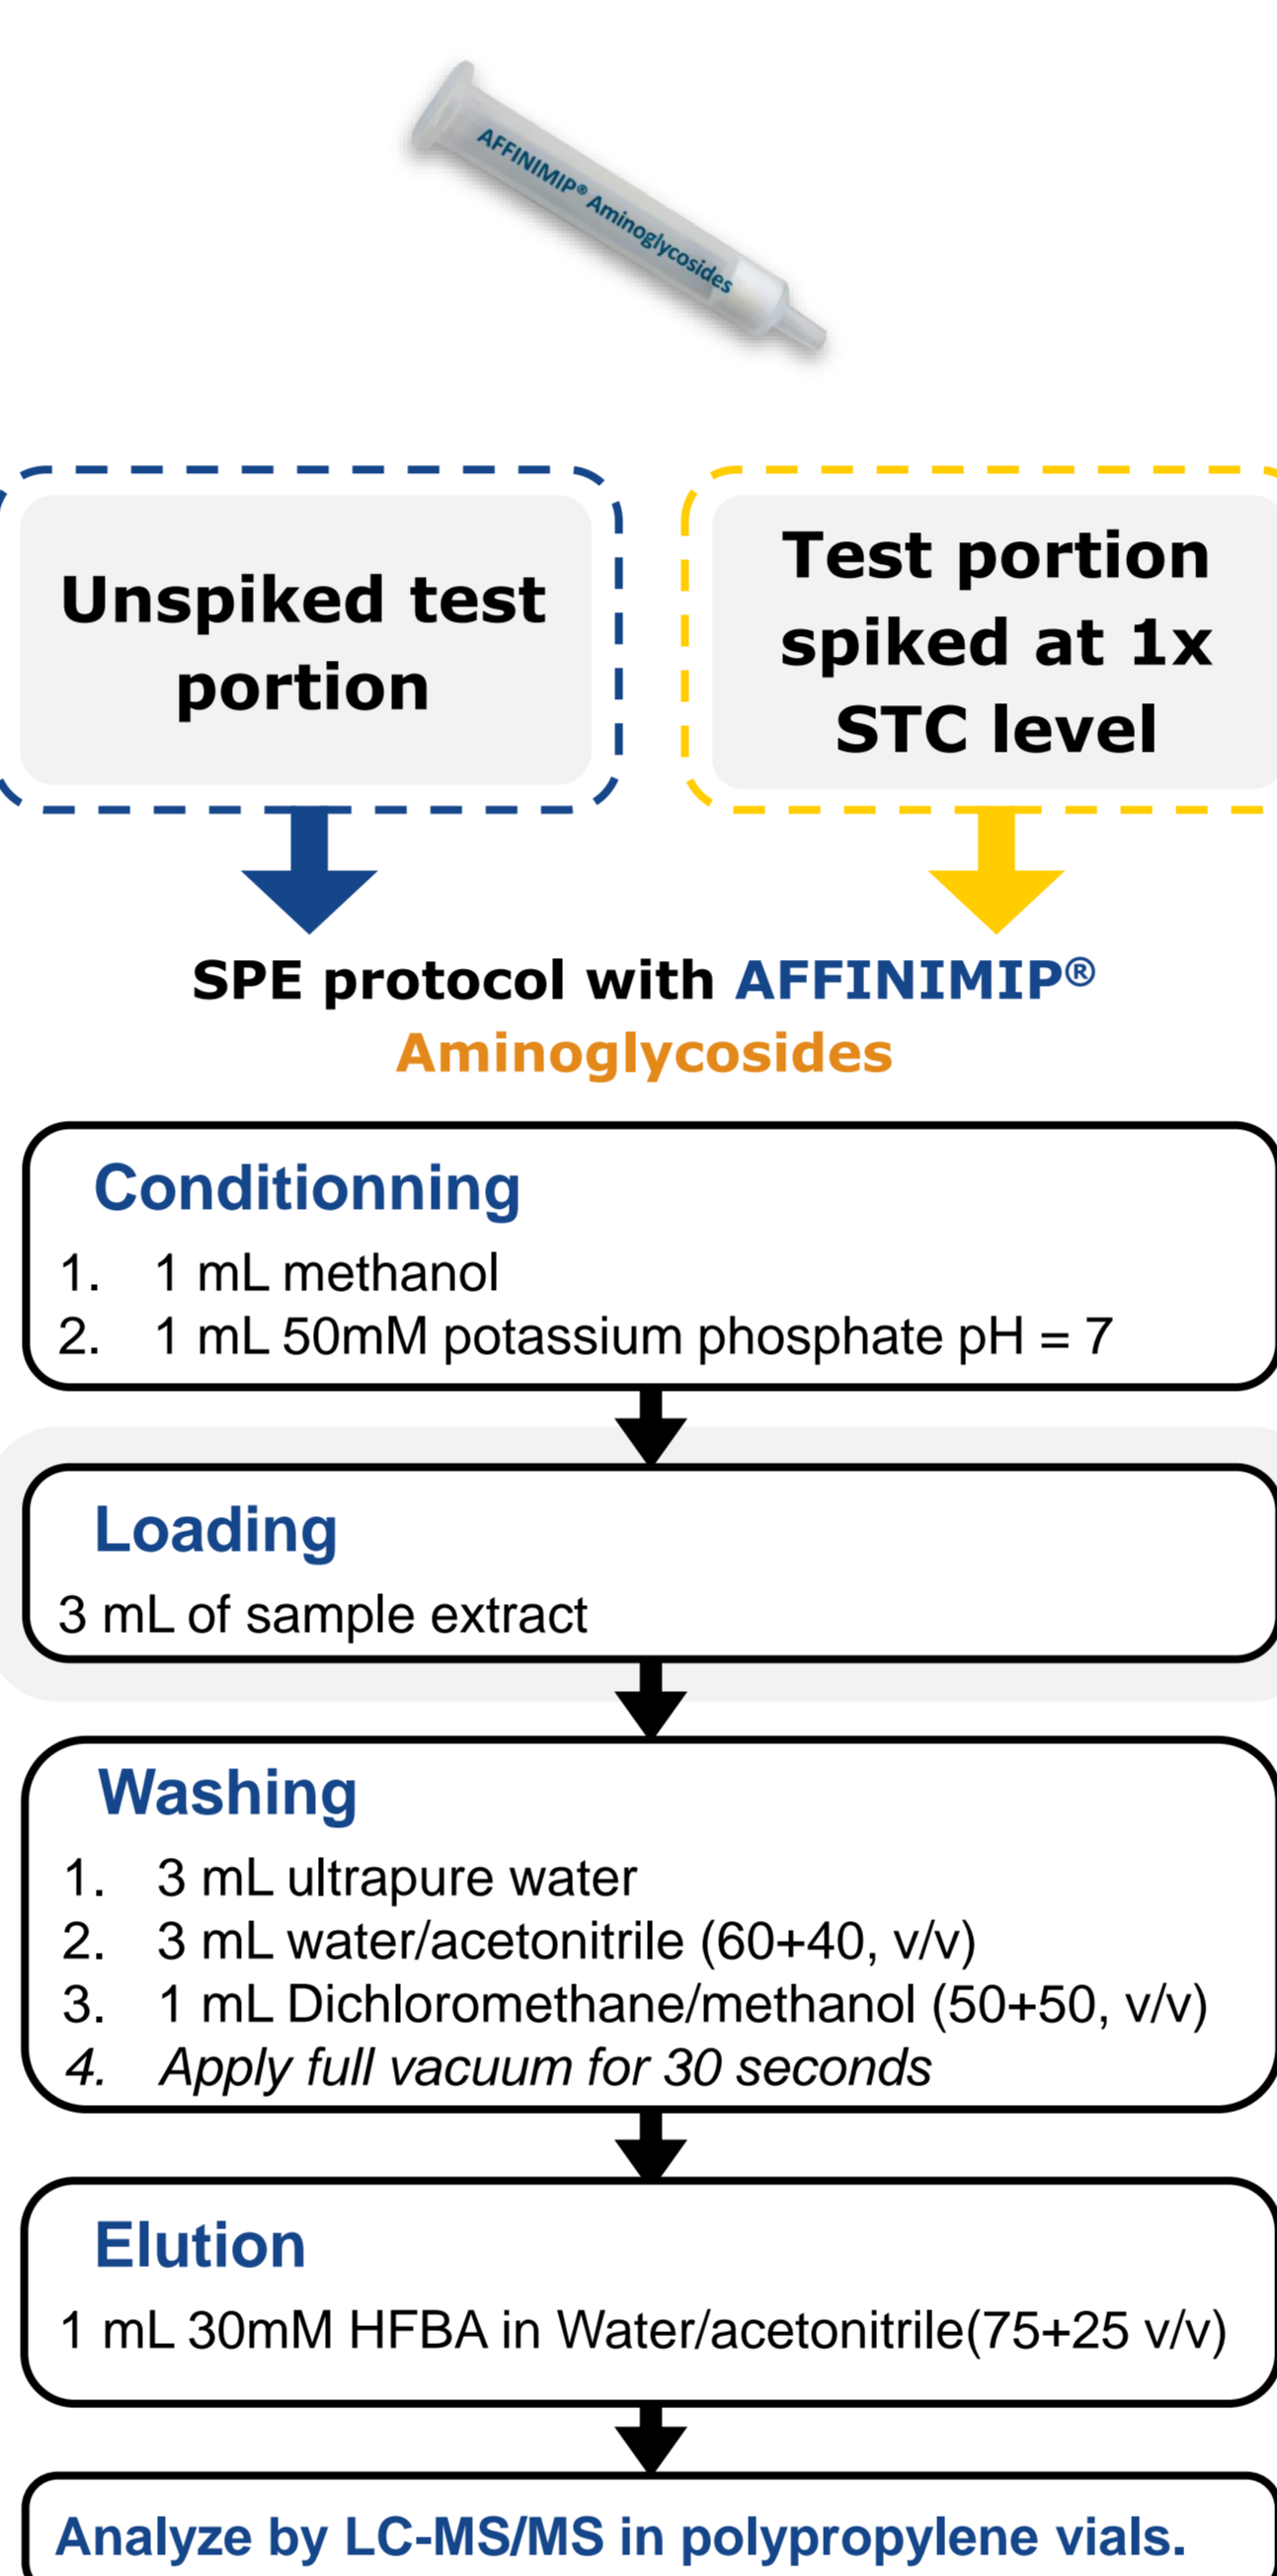 AFFINIMIP® Aminoglycosides
Unspiked test
portion
Test portion
spiked at 1x
STC level
SPE protocol with AFFINIMIP®
Aminoglycosides
Conditionning
1. 1 mL methanol
2. 1 mL 50mM potassium phosphate pH = 7
Loading
3 mL of sample extract
Washing
1. 3 mL ultrapure water
2. 3 mL water/acetonitrile (60+40, v/v)
3. 1 mL Dichloromethane/methanol (50+50, v/v)
4. Apply full vacuum for 30 seconds
Elution
1 mL 30mM HFBA in Water/acetonitrile(75+25 v/v)
Analyze by LC-MS/MS in polypropylene vials.